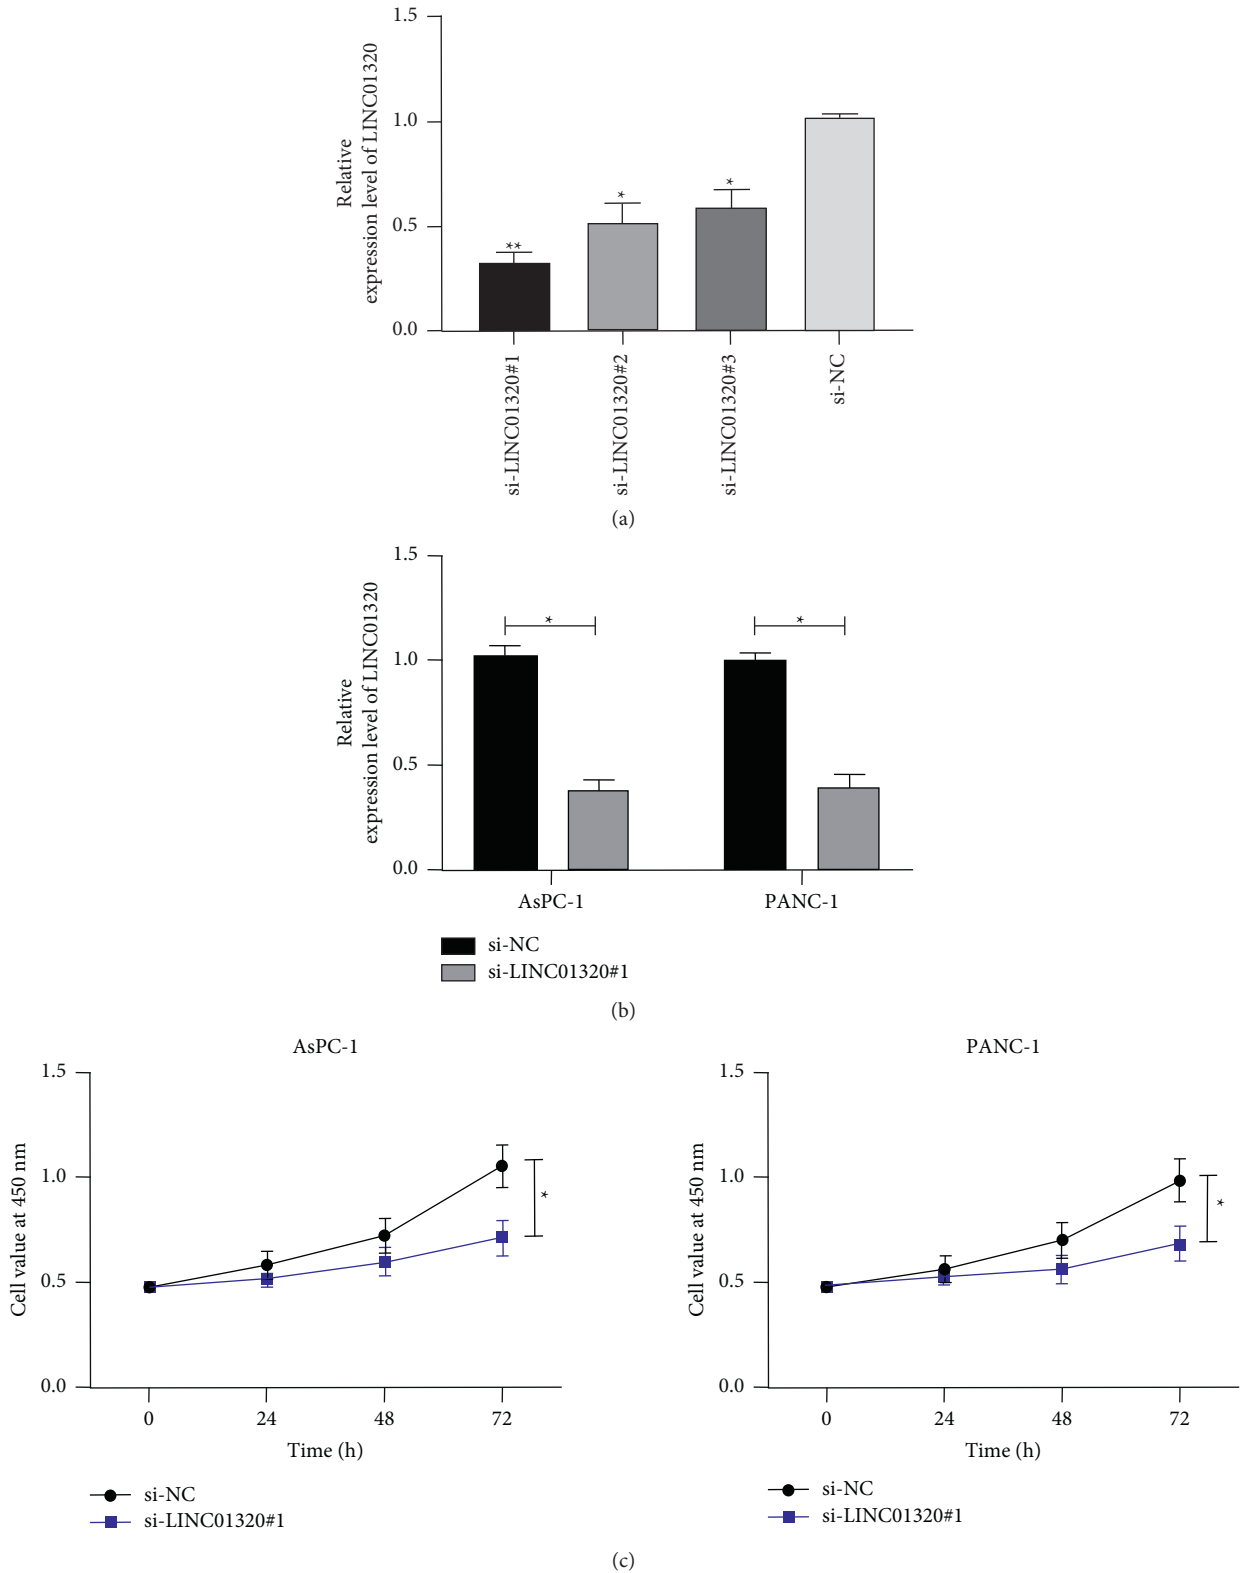 1.5
1.0
0.5
0.0
Relative
expression level of LINC01320
**
*
*
si-LINC01320#1
si-LINC01320#2
si-LINC01320#3
si-NC
(a)
1.5
1.0
0.5
0.0
Relative
expression level of LINC01320
*
*
AsPC-1
PANC-1
si-NC
si-LINC01320#1
(b)
AsPC-1
1.5
1.0
0.5
0.0
Cell value at 450 nm
*
0 24 48 72
Time (h)
si-NC
si-LINC01320#1
PANC-1
1.5
1.0
0.5
0.0
Cell value at 450 nm
*
0 24 48 72
Time (h)
si-NC
si-LINC01320#1
(c)